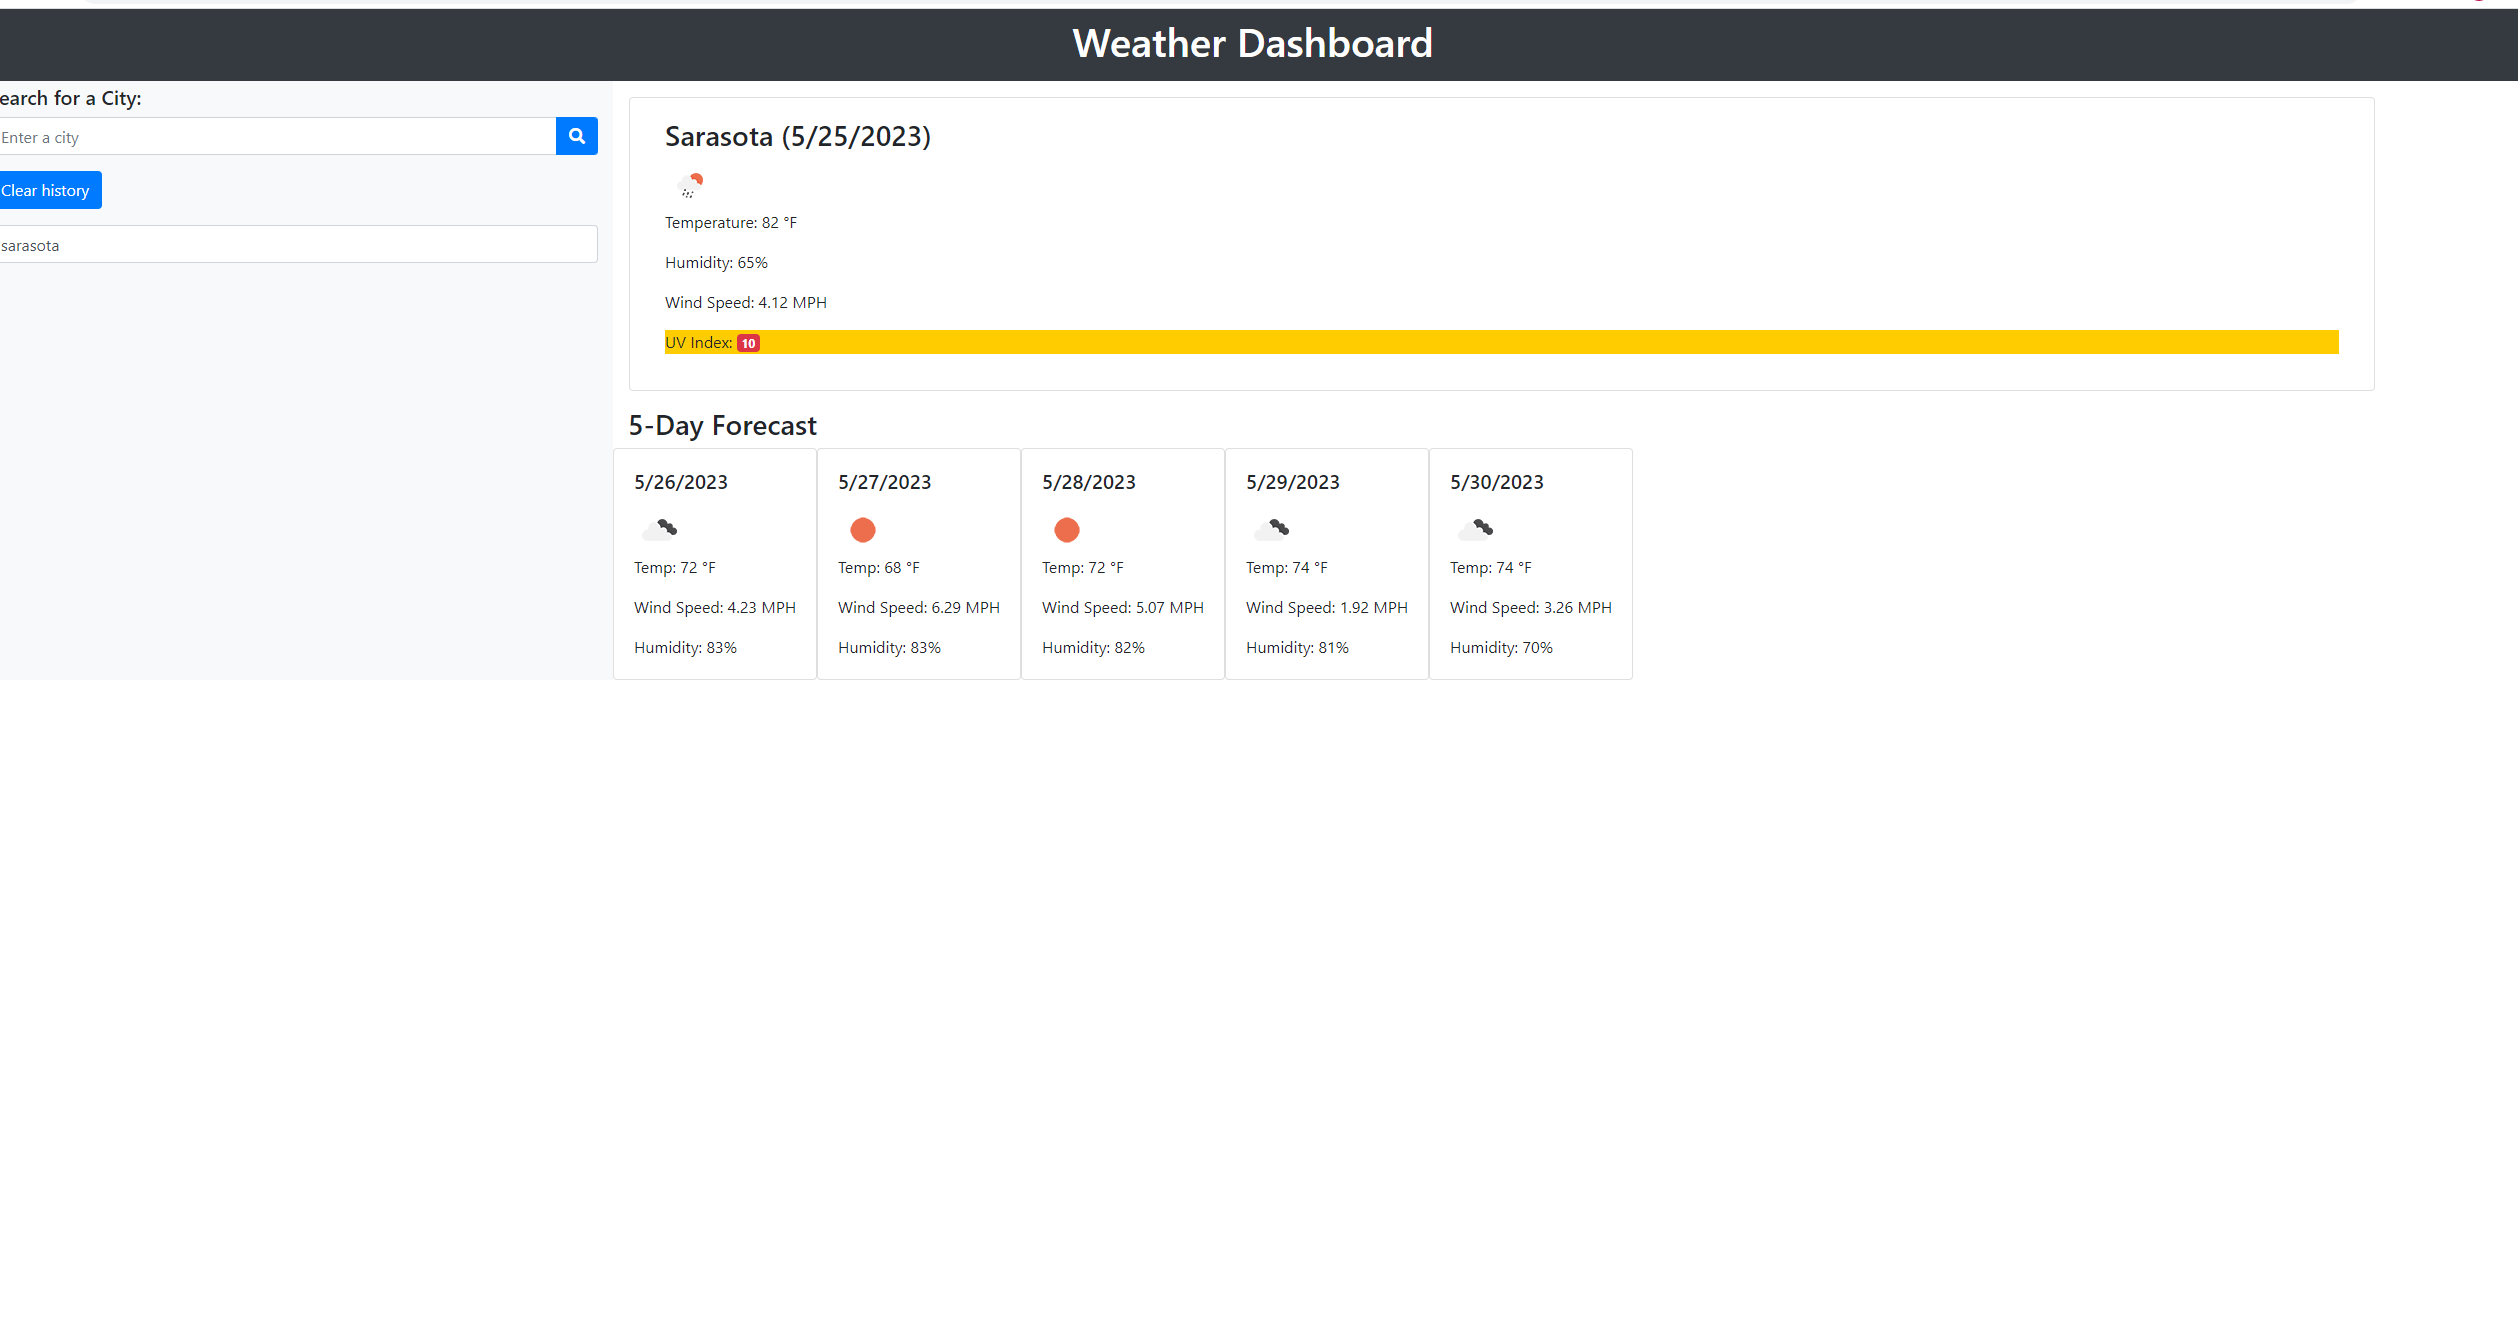 Weather Dashboard
earch for a City:
Enter a city
Clear history
sarasota
Sarasota (5/25/2023)
Temperature: 82 °F
Humidity: 65%
Wind Speed: 4.12 MPH
UV Index: 10
5-Day Forecast
5/26/2023
Temp: 72 °F
Wind Speed: 4.23 MPH
Humidity: 83%
5/27/2023
Temp: 68 °F
Wind Speed: 6.29 MPH
Humidity: 83%
5/28/2023
Temp: 72 °F
Wind Speed: 5.07 MPH
Humidity: 82%
5/29/2023
Temp: 74 °F
Wind Speed: 1.92 MPH
Humidity: 81%
5/30/2023
Temp: 74 °F
Wind Speed: 3.26 MPH
Humidity: 70%